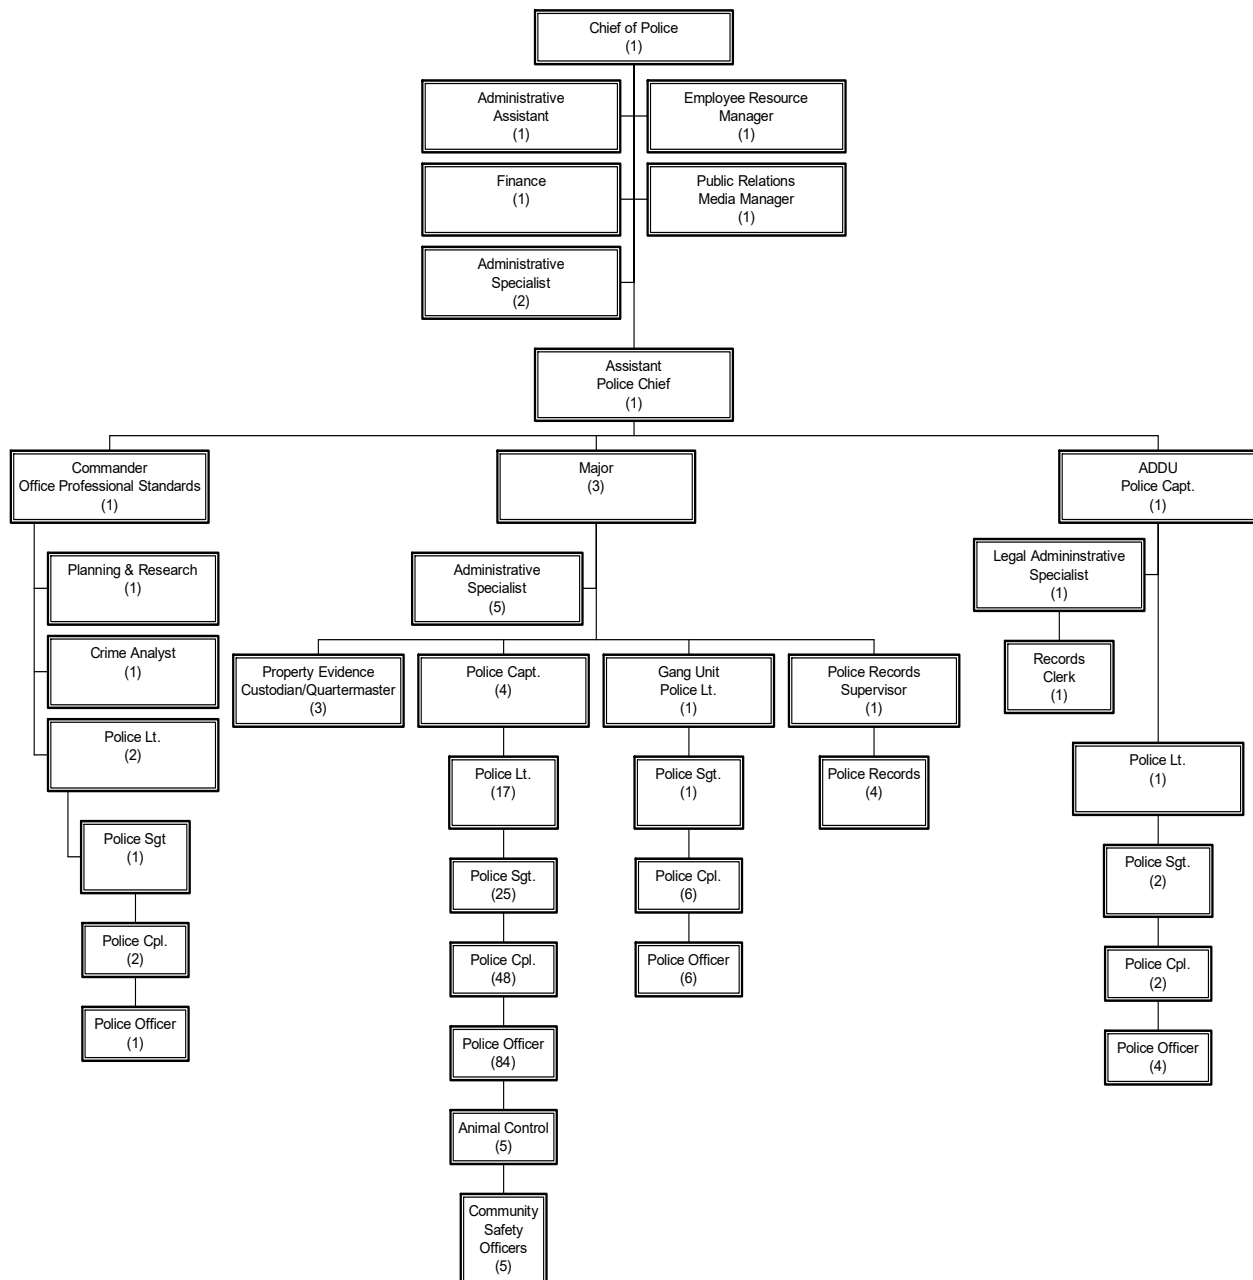 Chief of Police
(1)
Administrative
Assistant
(1)
Employee Resource
Manager
(1)
Finance
(1)
Public Relations
Media Manager
(1)
Administrative
Specialist
(2)
Assistant
Police Chief
(1)
Commander
Office Professional Standards
(1)
Major
(3)
ADDU
Police Capt.
(1)
Planning & Research
(1)
Crime Analyst
(1)
Police Lt.
(2)
Police Sgt
(1)
Police Cpl.
(2)
Police Officer
(1)
Administrative
Specialist
(5)
Property Evidence
Custodian/Quartermaster
(3)
Police Capt.
(4)
Police Lt.
(17)
Police Sgt.
(25)
Police Cpl.
(48)
Police Officer
(84)
Animal Control
(5)
Community
Safety
Officers
(5)
Gang Unit
Police Lt.
(1)
Police Sgt.
(1)
Police Cpl.
(6)
Police Officer
(6)
Police Records
Supervisor
(1)
Police Records
(4)
Legal Admininstrative
Specialist
(1)
Records
Clerk
(1)
Police Lt.
(1)
Police Sgt.
(2)
Police Cpl.
(2)
Police Officer
(4)